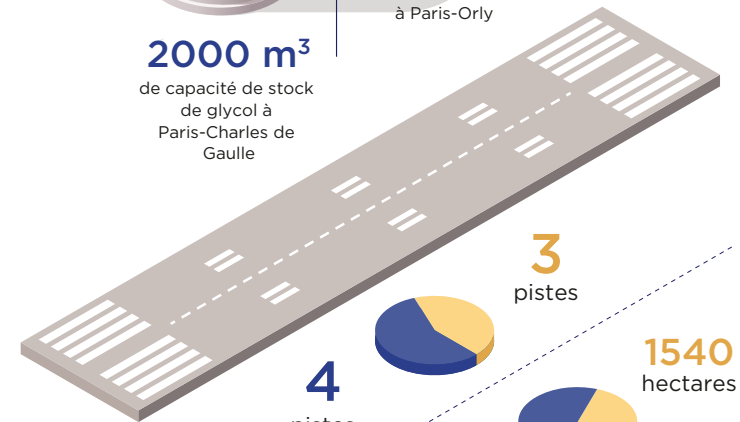 à Paris-Orly
2000 m³
de capacité de stock
de glycol à
Paris-Charles de
Gaulle
3
pistes
4
pistes
1540
hectares